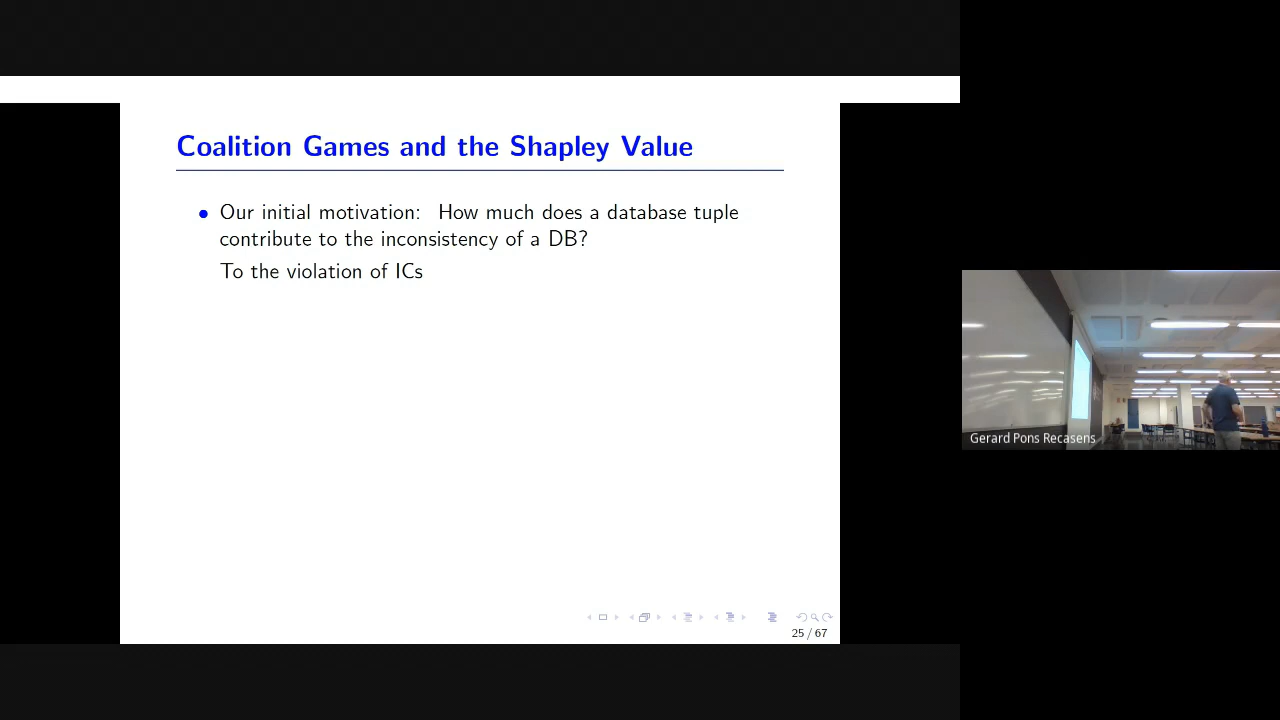 Coalition Games and the Shapley Value
• Our initial motivation: How much does a database tuple
contribute to the inconsistency of a DB?
To the violation of ICs
25 / 67
Gerard Pons Recasens